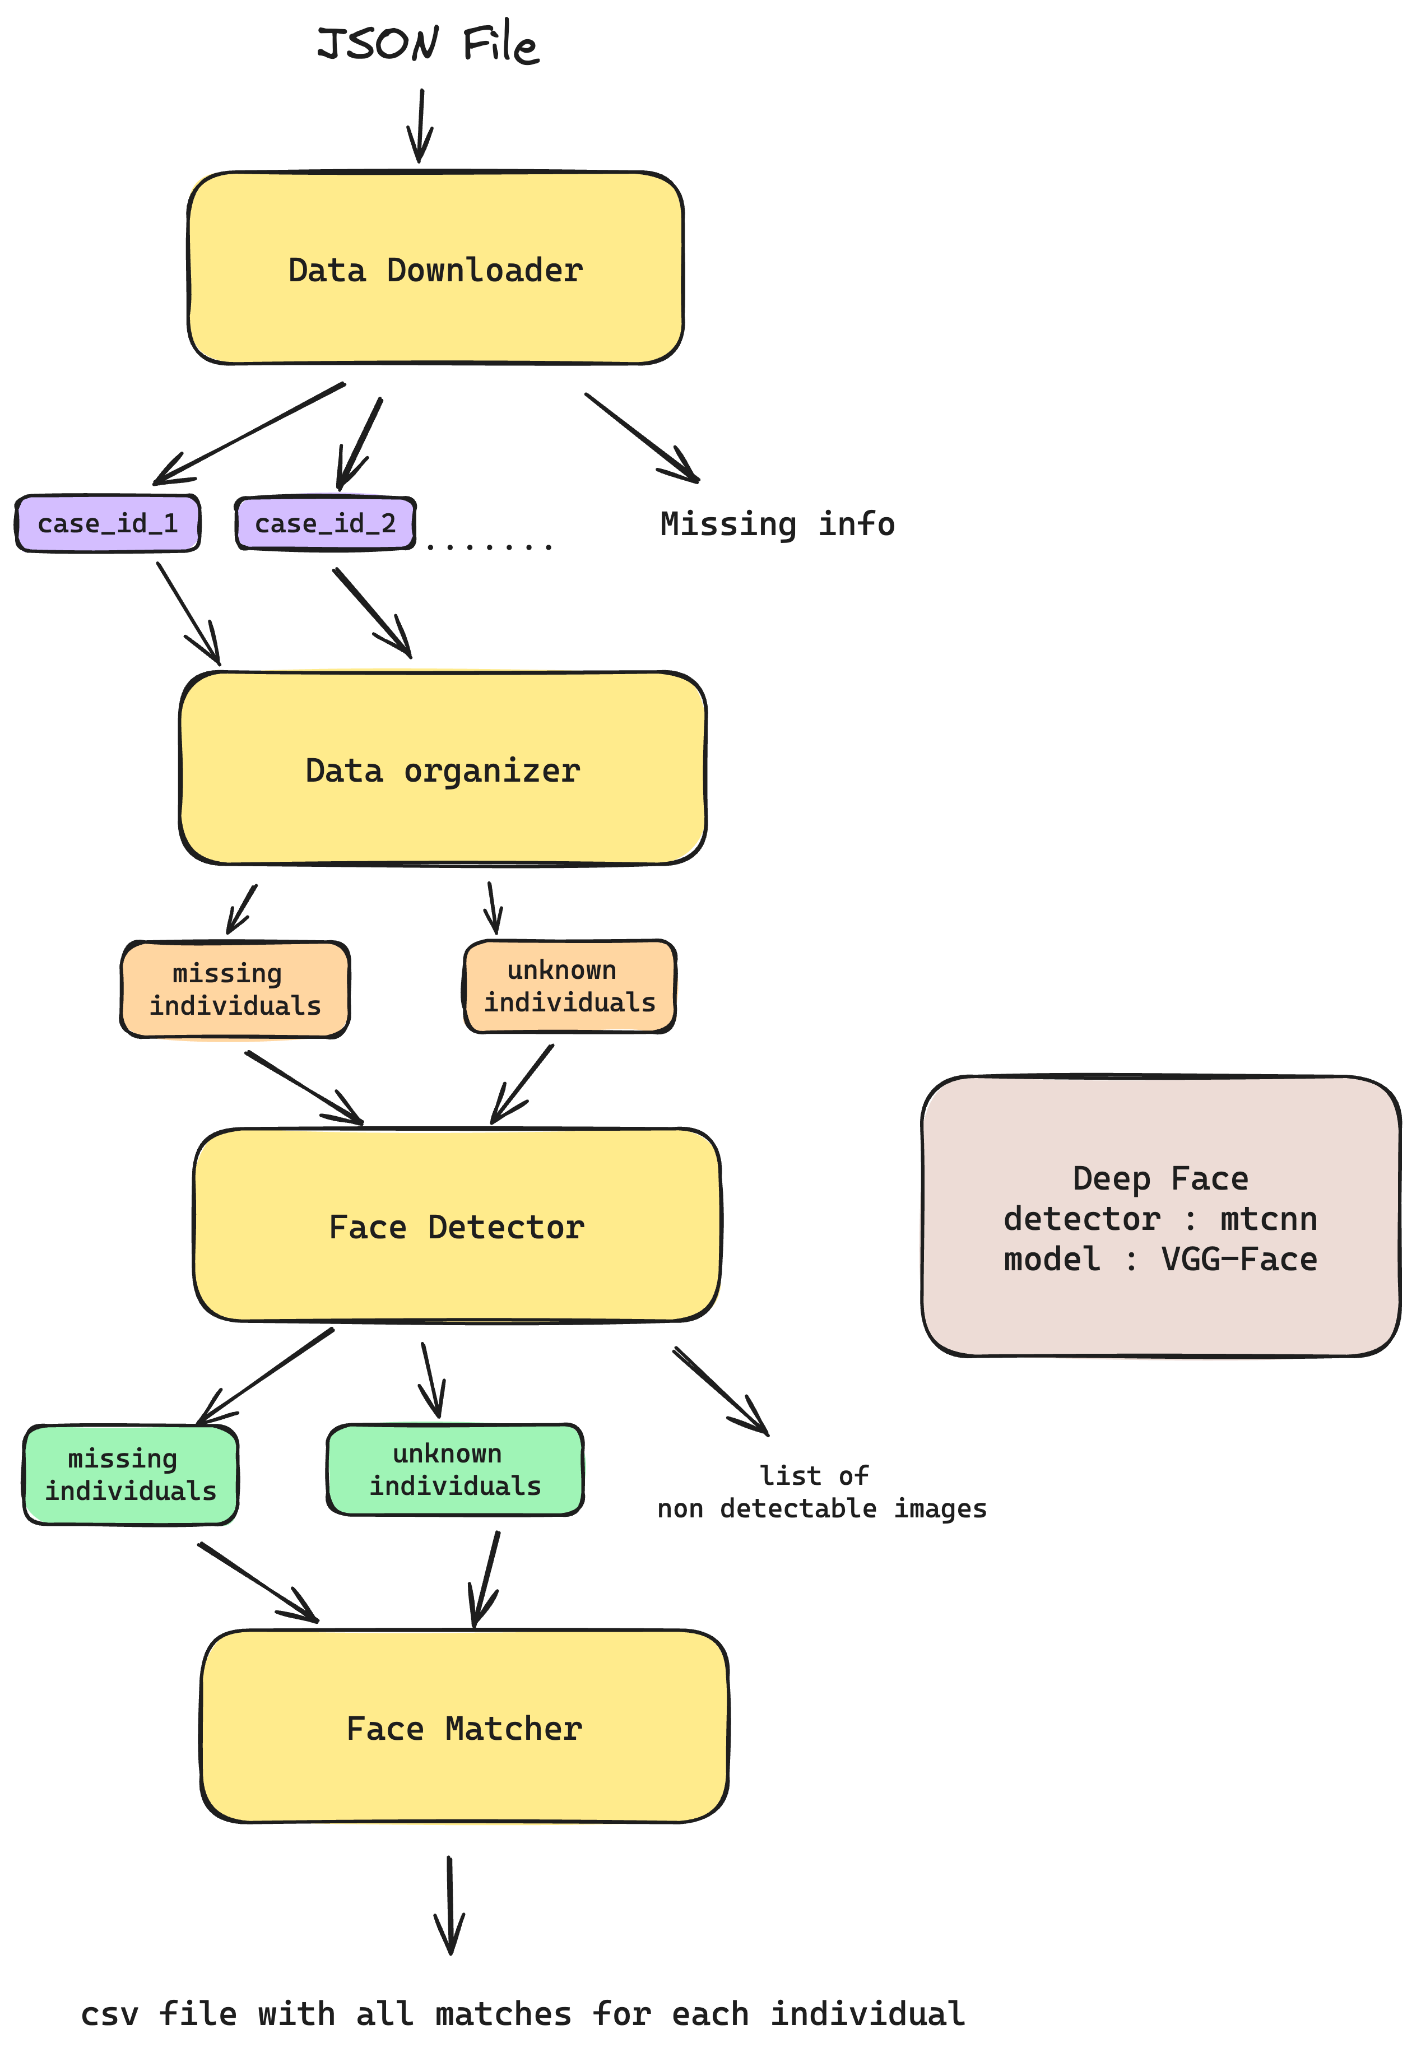 JSON File
Data Downloader
case_id_1
case_id_2
.......
Missing info
Data organizer
missing
individuals
unknown
individuals
Face Detector
Deep Face
detector : mtcnn
model : VGG-Face
missing
individuals
unknown
individuals
list of
non detectable images
Face Matcher
csv file with all matches for each individual